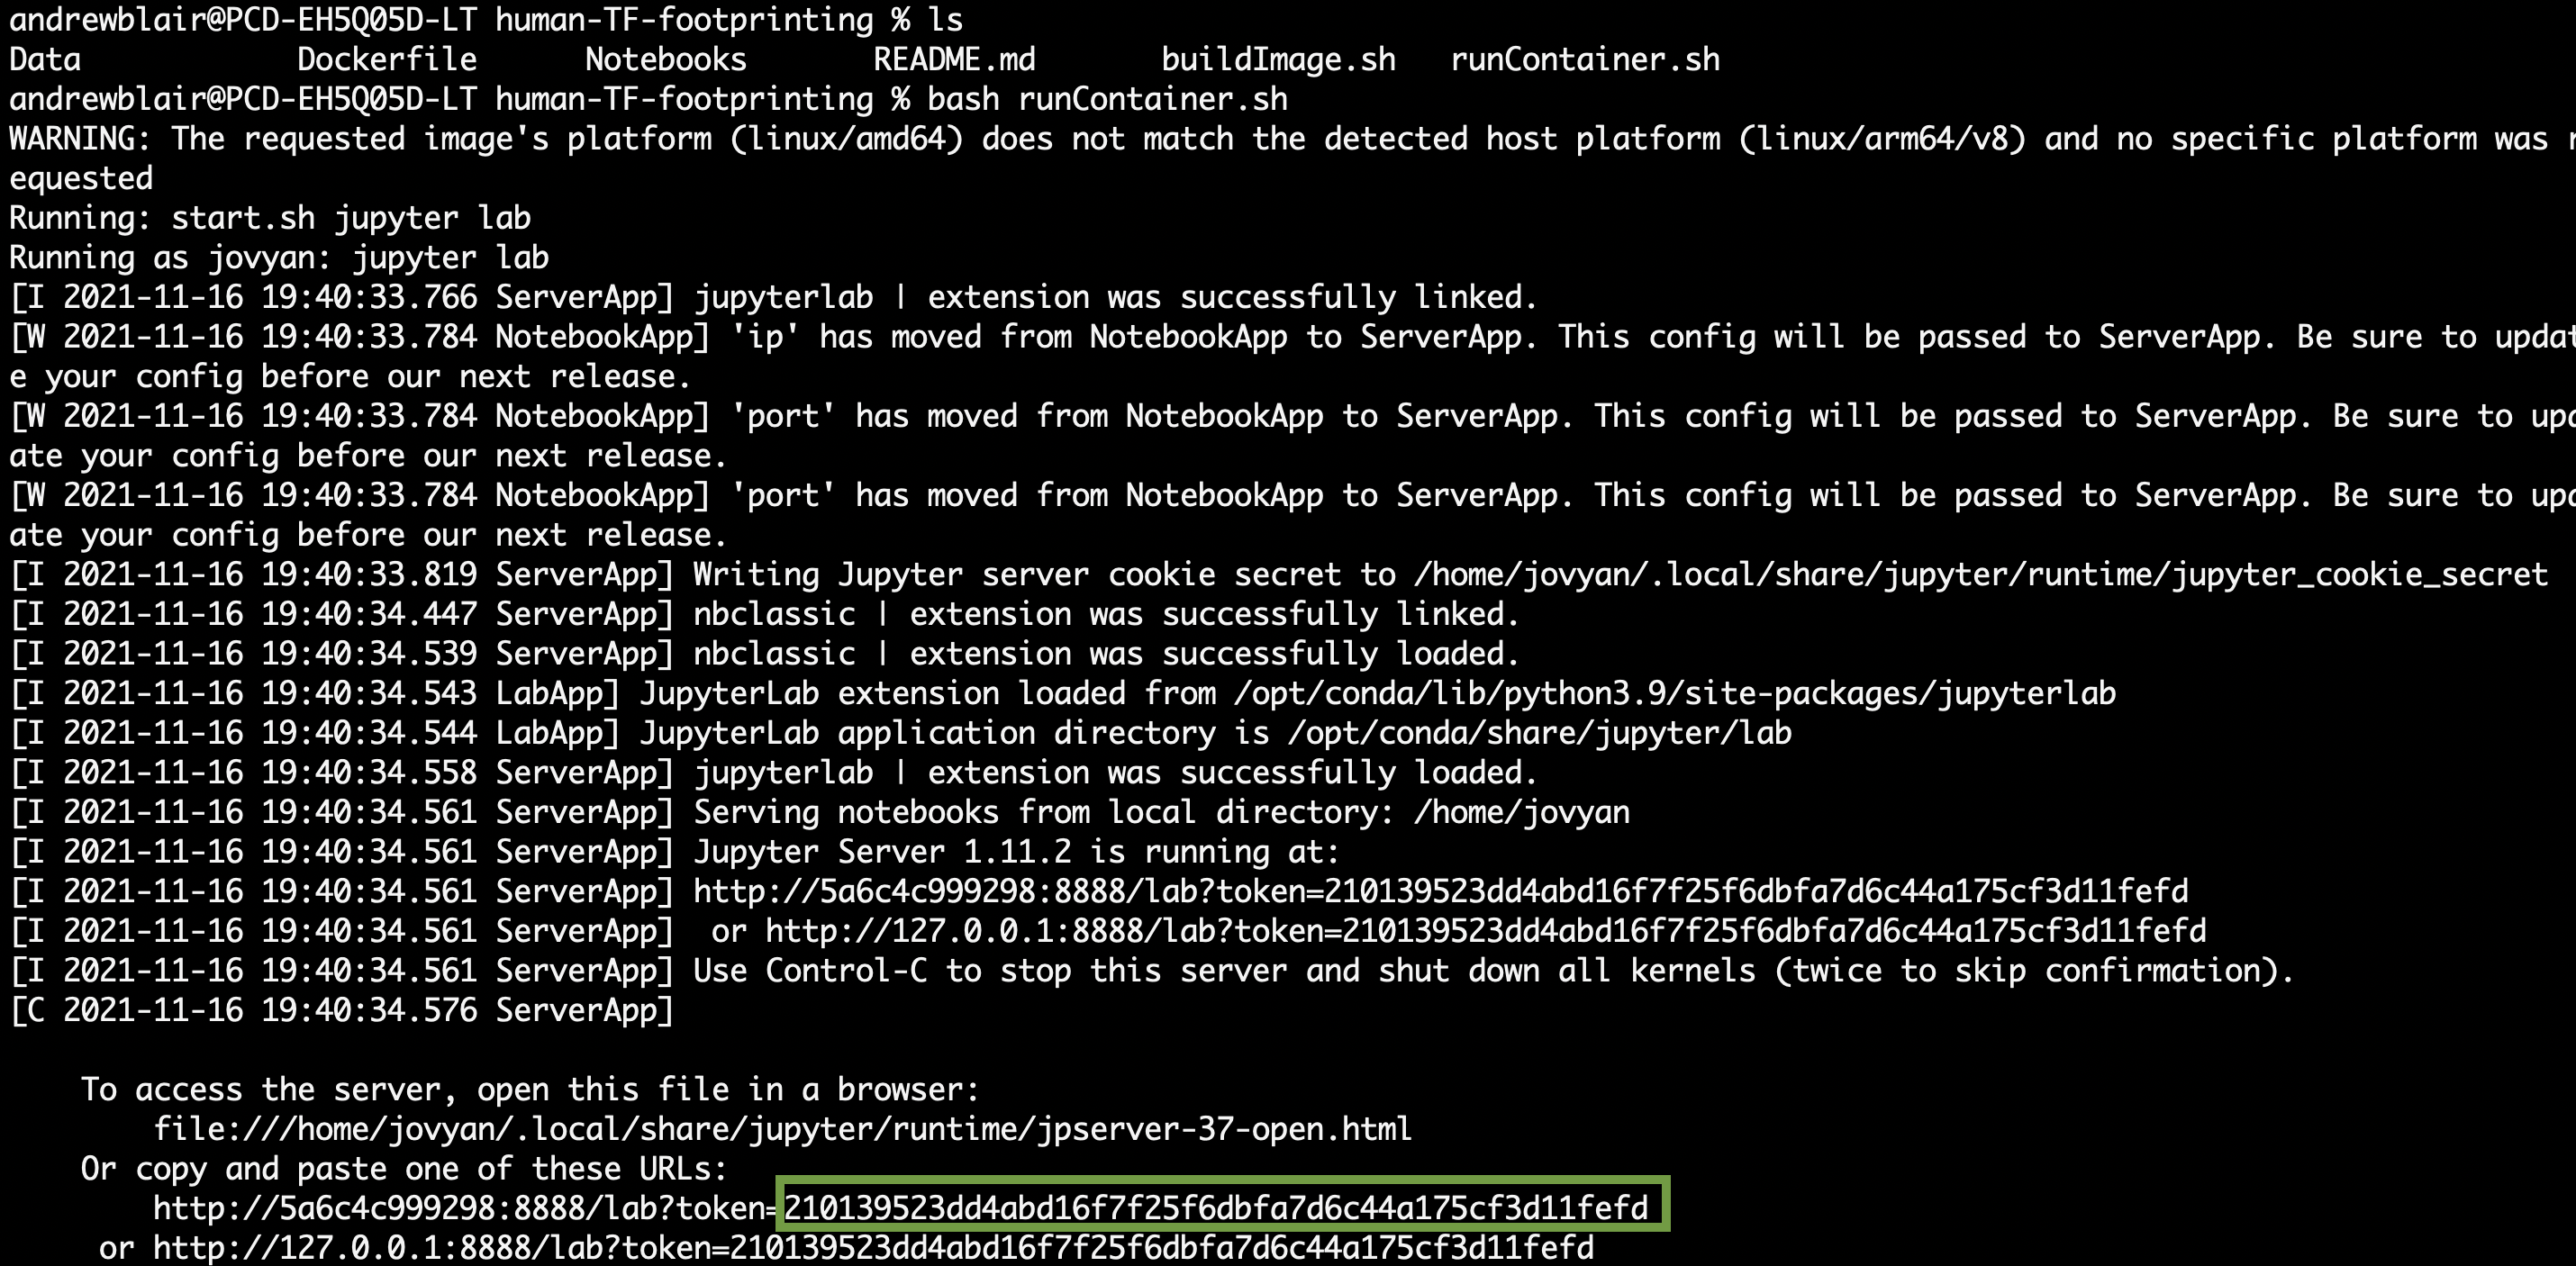 andrewblair@PCD-EH5Q05D-LT human-TF-footprinting % ls
Data            Dockerfile      Notebooks       README.md       buildImage.sh   runContainer.sh
andrewblair@PCD-EH5Q05D-LT human-TF-footprinting % bash runContainer.sh
WARNING: The requested image's platform (linux/amd64) does not match the detected host platform (linux/arm64/v8) and no specific platform was r
equested
Running: start.sh jupyter lab
Running as jovyan: jupyter lab
[I 2021-11-16 19:40:33.766 ServerApp] jupyterlab | extension was successfully linked.
[W 2021-11-16 19:40:33.784 NotebookApp] 'ip' has moved from NotebookApp to ServerApp. This config will be passed to ServerApp. Be sure to updat
e your config before our next release.
[W 2021-11-16 19:40:33.784 NotebookApp] 'port' has moved from NotebookApp to ServerApp. This config will be passed to ServerApp. Be sure to upd
ate your config before our next release.
[W 2021-11-16 19:40:33.784 NotebookApp] 'port' has moved from NotebookApp to ServerApp. This config will be passed to ServerApp. Be sure to upd
ate your config before our next release.
[I 2021-11-16 19:40:33.819 ServerApp] Writing Jupyter server cookie secret to /home/jovyan/.local/share/jupyter/runtime/jupyter_cookie_secret
[I 2021-11-16 19:40:34.447 ServerApp] nbclassic | extension was successfully linked.
[I 2021-11-16 19:40:34.539 ServerApp] nbclassic | extension was successfully loaded.
[I 2021-11-16 19:40:34.543 LabApp] JupyterLab extension loaded from /opt/conda/lib/python3.9/site-packages/jupyterlab
[I 2021-11-16 19:40:34.544 LabApp] JupyterLab application directory is /opt/conda/share/jupyter/lab
[I 2021-11-16 19:40:34.558 ServerApp] jupyterlab | extension was successfully loaded.
[I 2021-11-16 19:40:34.561 ServerApp] Serving notebooks from local directory: /home/jovyan
[I 2021-11-16 19:40:34.561 ServerApp] Jupyter Server 1.11.2 is running at:
[I 2021-11-16 19:40:34.561 ServerApp] http://5a6c4c999298:8888/lab?token=210139523dd4abd16f7f25f6dbfa7d6c44a175cf3d11fefd
[I 2021-11-16 19:40:34.561 ServerApp]  or http://127.0.0.1:8888/lab?token=210139523dd4abd16f7f25f6dbfa7d6c44a175cf3d11fefd
[I 2021-11-16 19:40:34.561 ServerApp] Use Control-C to stop this server and shut down all kernels (twice to skip confirmation).
[C 2021-11-16 19:40:34.576 ServerApp]
To access the server, open this file in a browser:
file:///home/jovyan/.local/share/jupyter/runtime/jpserver-37-open.html
Or copy and paste one of these URLs:
http://5a6c4c999298:8888/lab?token=210139523dd4abd16f7f25f6dbfa7d6c44a175cf3d11fefd
or http://127.0.0.1:8888/lab?token=210139523dd4abd16f7f25f6dbfa7d6c44a175cf3d11fefd